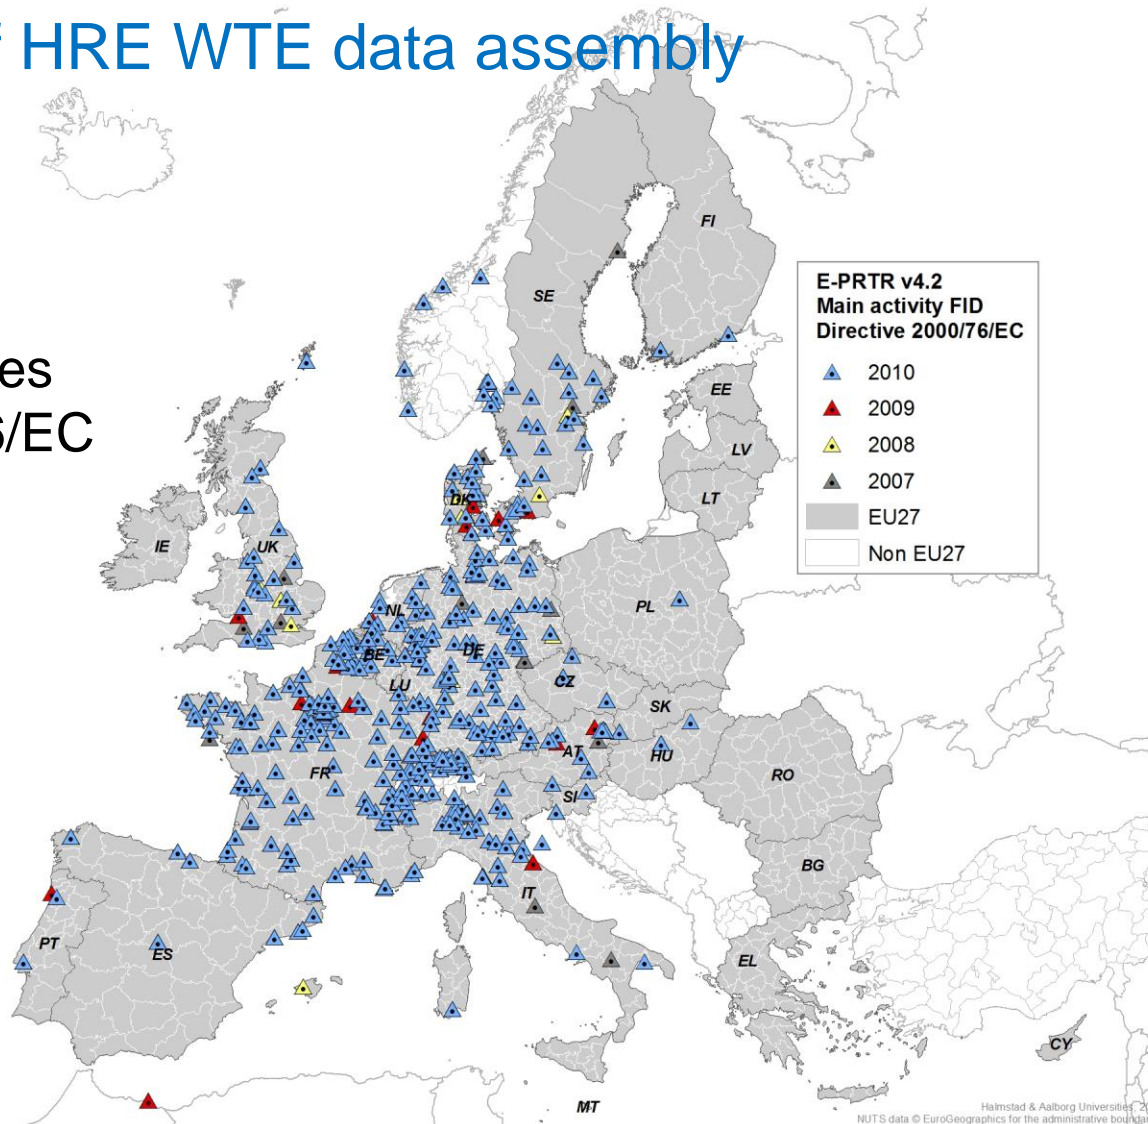 HRE WTE data assembly
es
6/EC
E-PRTR v4.2
Main activity FID
Directive 2000/76/EC
2010
2009
2008
2007
EU27
Non EU27
FI
SE
EE
LV
LT
DK
IE
UK
NL
PL
BE
DE
LU
CZ
SK
AT
HU
FR
SI
RO
BG
IT
PT
ES
EL
CY
MT
Halmstad & Aalborg Universities, 20
NUTS data © EuroGeographics for the administrative bounda